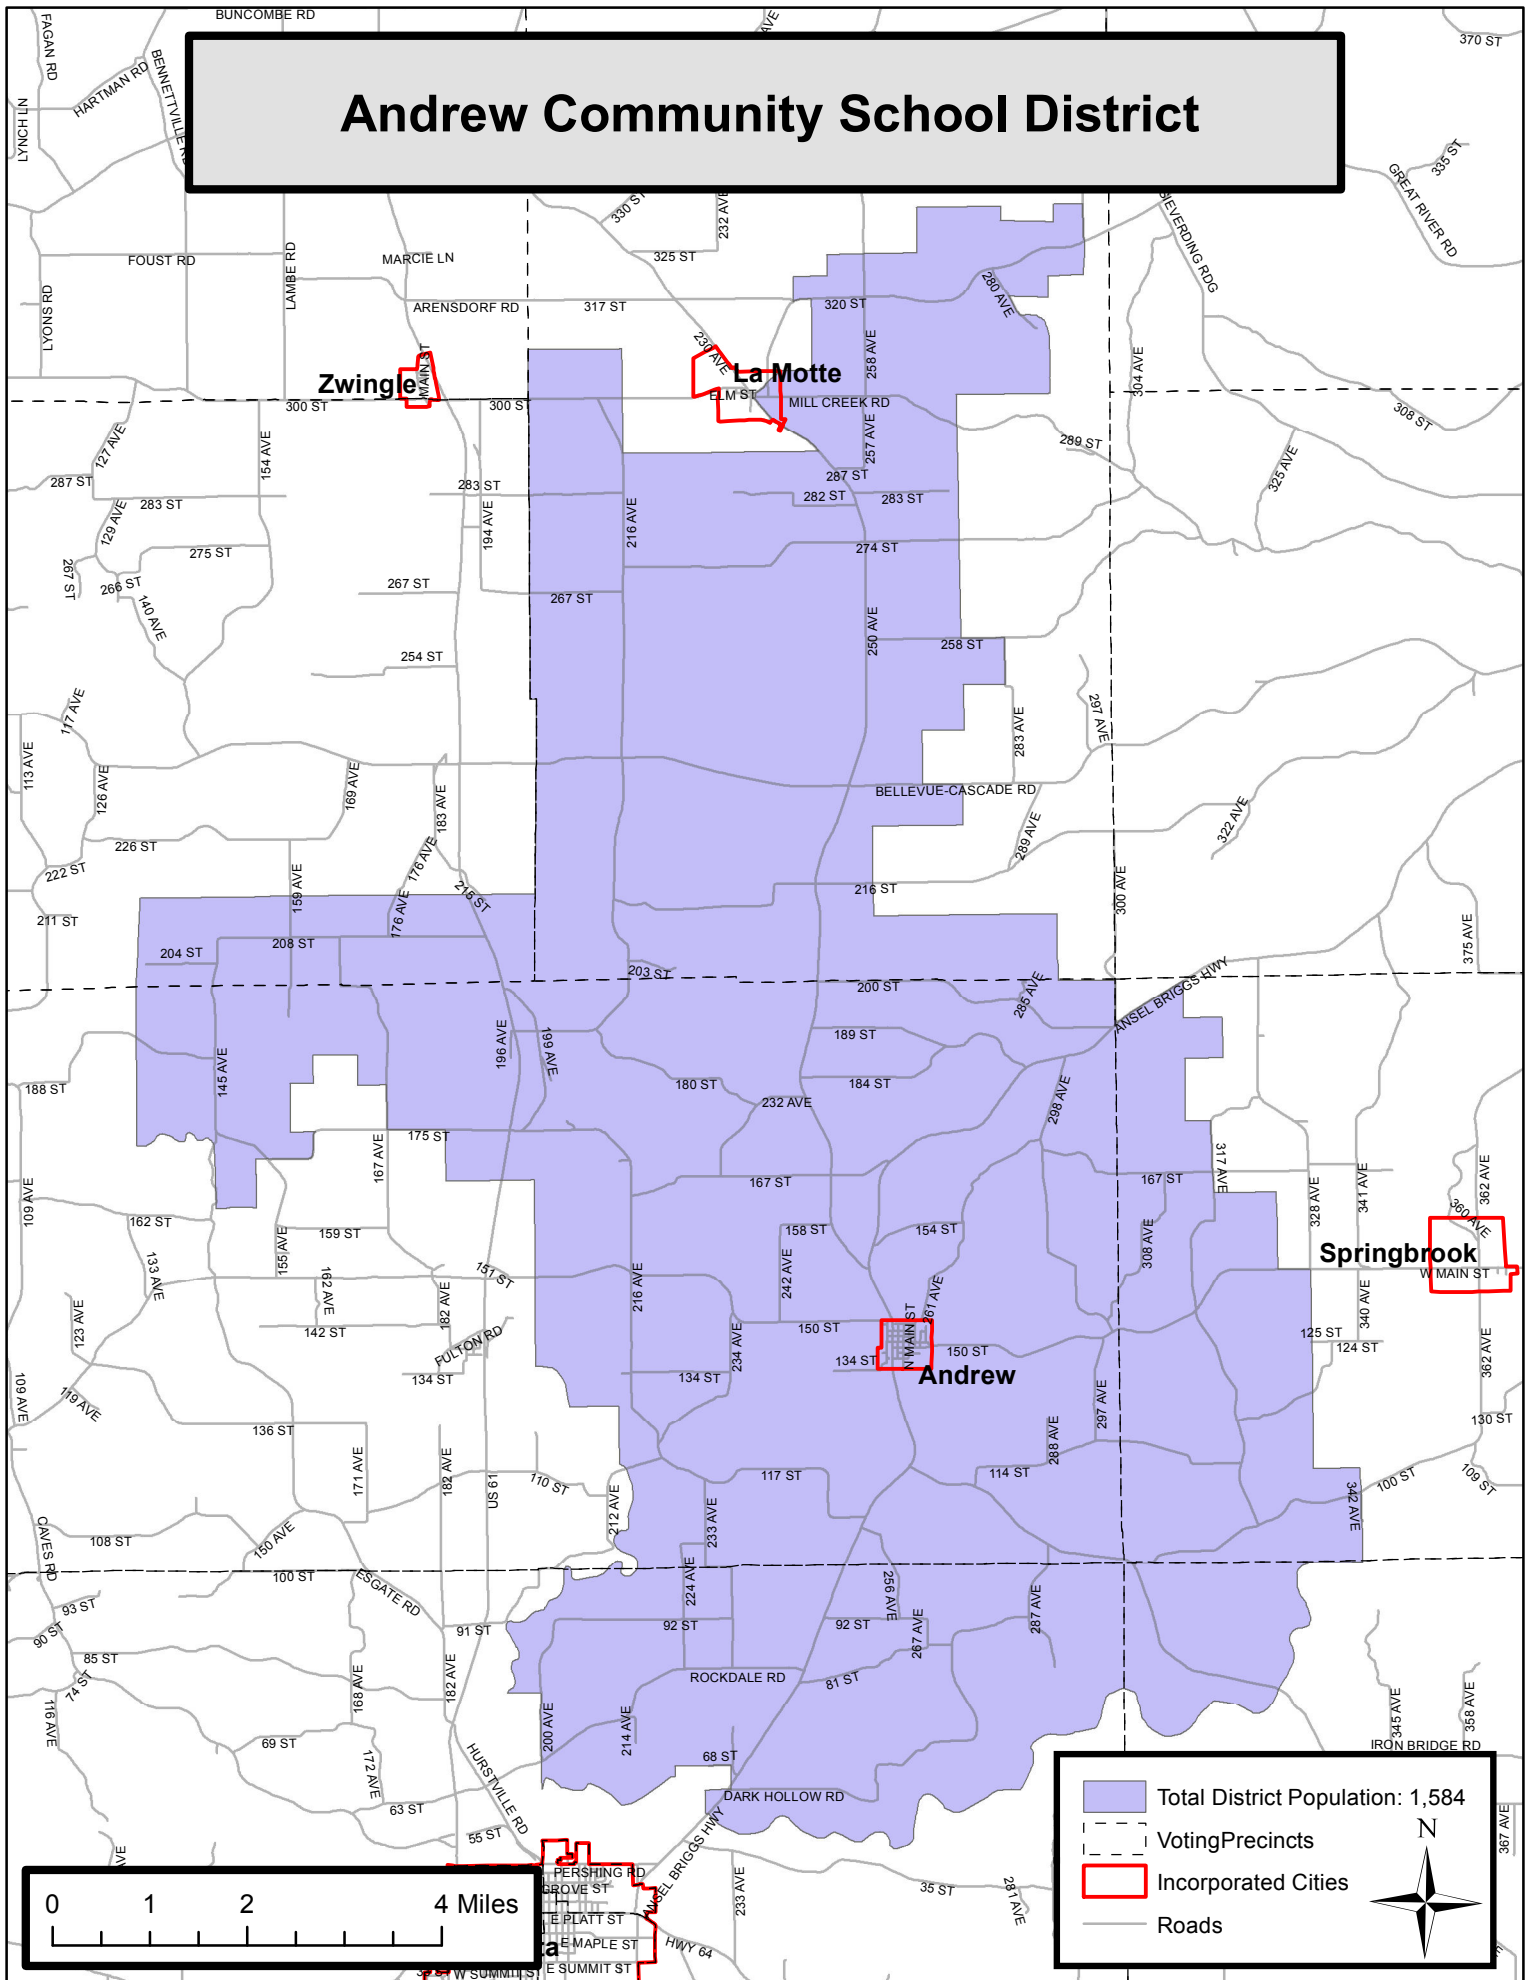 BUNCOMBE RD
AVE
370 ST
FAGAN RD
HARTMAN RD
BENNETTVILLE RD
LYNCH LN
Andrew Community School District
335 ST
GREAT RIVER RD
SIEVERDING RDG
330 ST
232 AVE
325 ST
FOUST RD
LAMBE RD
MARCIE LN
LYONS RD
ARENSDORF RD
317 ST
320 ST
280 AVE
230 AVE
258 AVE
304 AVE
MAIN ST
Zwingle
La Motte
ELM ST
MILL CREEK RD
300 ST
300 S
308 ST
127 AVE
154 AVE
257 AVE
289 ST
325 AVE
287 ST
283 ST
283 ST
287 ST
282 ST
283 ST
129 AVE
194 AVE
216 AVE
275 ST
274 ST
267 ST
266 ST
267 ST
267 ST
140 AVE
250 AVE
258 ST
254 ST
117 AVE
297 AVE
283 AVE
113 AVE
126 AVE
169 AVE
183 AVE
BELLEVUE-CASCADE RD
322 AVE
289 AVE
226 ST
222 ST
176 AVE
159 AVE
215 ST
216 ST
300 AVE
211 ST
176 AVE
204 ST
208 ST
375 AVE
203 ST
200 ST
285 AVE
ANSEL BRIGGS HWY
196 AVE
199 AVE
189 ST
188 ST
145 AVE
180 ST
184 ST
232 AVE
298 AVE
175 ST
167 AVE
317 AVE
167 ST
167 ST
109 AVE
328 AVE
341 AVE
362 AVE
360 AVE
162 ST
159 ST
158 ST
154 ST
155 AVE
308 AVE
133 AVE
151 ST
Springbrook
W MAIN ST
162 AVE
182 AVE
216 AVE
242 AVE
261 AVE
340 AVE
123 AVE
142 ST
FULTON RD
150 ST
N MAIN ST
150 ST
125 ST
124 ST
234 AVE
134 ST
134 ST
134 ST
Andrew
362 AVE
109 AVE
119 AVE
136 ST
297 AVE
130 ST
171 AVE
182 AVE
US 61
110 ST
117 ST
114 ST
288 AVE
100 ST
109 ST
342 AVE
212 AVE
233 AVE
CAVES RD
108 ST
150 AVE
100 ST
ESGATE RD
224 AVE
256 AVE
93 ST
90 ST
91 ST
92 ST
92 ST
267 AVE
287 AVE
85 ST
74 ST
168 AVE
182 AVE
ROCKDALE RD
81 ST
116 AVE
200 AVE
214 AVE
345 AVE
358 AVE
69 ST
172 AVE
HURSTVILLE RD
68 ST
IRON BRIDGE RD
DARK HOLLOW RD
63 ST
55 ST
Total District Population: 1,584
VotingPrecincts
Incorporated Cities
Roads
N
367 AVE
AVE
PERSHING RD
GROVE ST
ANSEL BRIGGS HWY
233 AVE
35 ST
281 AVE
0 1 2 4 Miles
E PLATT ST
ta
E MAPLE ST
HWY 64
W SUMMIT ST
E SUMMIT ST